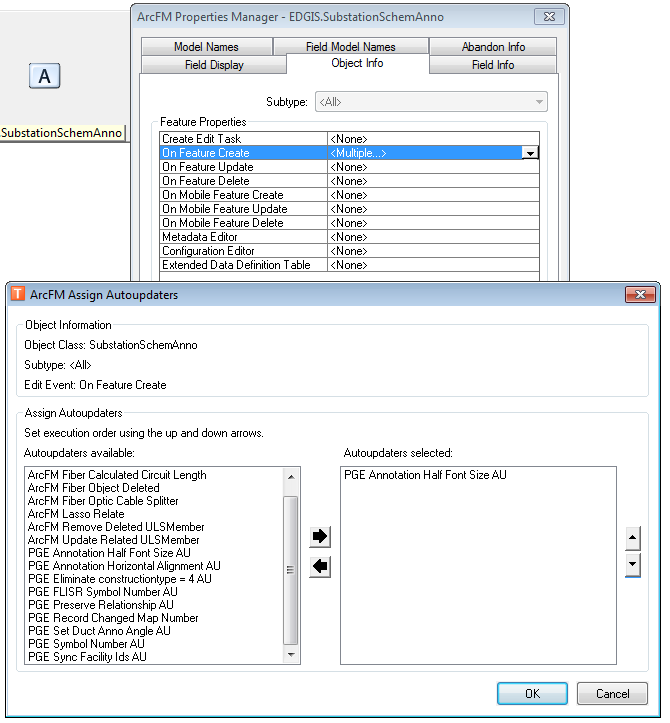 ArcFM Properties Manager - EDGIS.SubstationSchemAnno
Model Names
Field Model Names
Abandon Info
Field Display
Object Info
Field Info
A
.SubstationSchemAnno
Subtype: <All>
Feature Properties
Create Edit Task <None>
On Feature Create <Multiple...>
On Feature Update <None>
On Feature Delete <None>
On Mobile Feature Create <None>
On Mobile Feature Update <None>
On Mobile Feature Delete <None>
Metadata Editor <None>
Configuration Editor <None>
Extended Data Definition Table <None>
T ArcFM Assign Autoupdaters
Object Information
Object Class: SubstationSchemAnno
Subtype: <All>
Edit Event: On Feature Create
Assign Autoupdaters
Set execution order using the up and down arrows.
Autoupdaters available:
ArcFM Fiber Calculated Circuit Length
ArcFM Fiber Object Deleted
ArcFM Fiber Optic Cable Splitter
ArcFM Lasso Relate
ArcFM Remove Deleted ULSMember
ArcFM Update Related ULSMember
PGE Annotation Half Font Size AU
PGE Annotation Horizontal Alignment AU
PGE Eliminate constructiontype = 4 AU
PGE FLISR Symbol Number AU
PGE Preserve Relationship AU
PGE Record Changed Map Number
PGE Set Duct Anno Angle AU
PGE Symbol Number AU
PGE Sync Facility Ids AU
Autoupdaters selected:
PGE Annotation Half Font Size AU
OK
Cancel